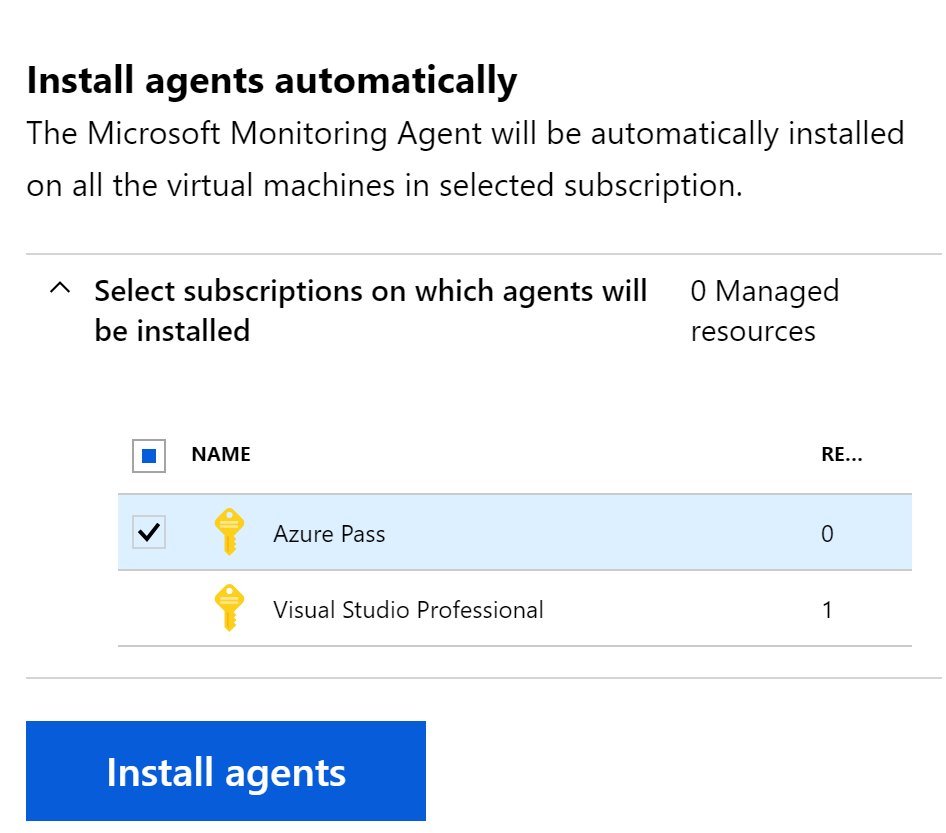 Install agents automatically
The Microsoft Monitoring Agent will be automatically installed
on all the virtual machines in selected subscription.
Select subscriptions on which agents will
be installed
0 Managed
resources
NAME RE...
Azure Pass 0
Visual Studio Professional 1
Install agents